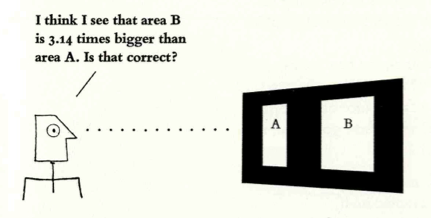 I think I see that area B
is 3.14 times bigger than
area A. Is that correct?
A
B